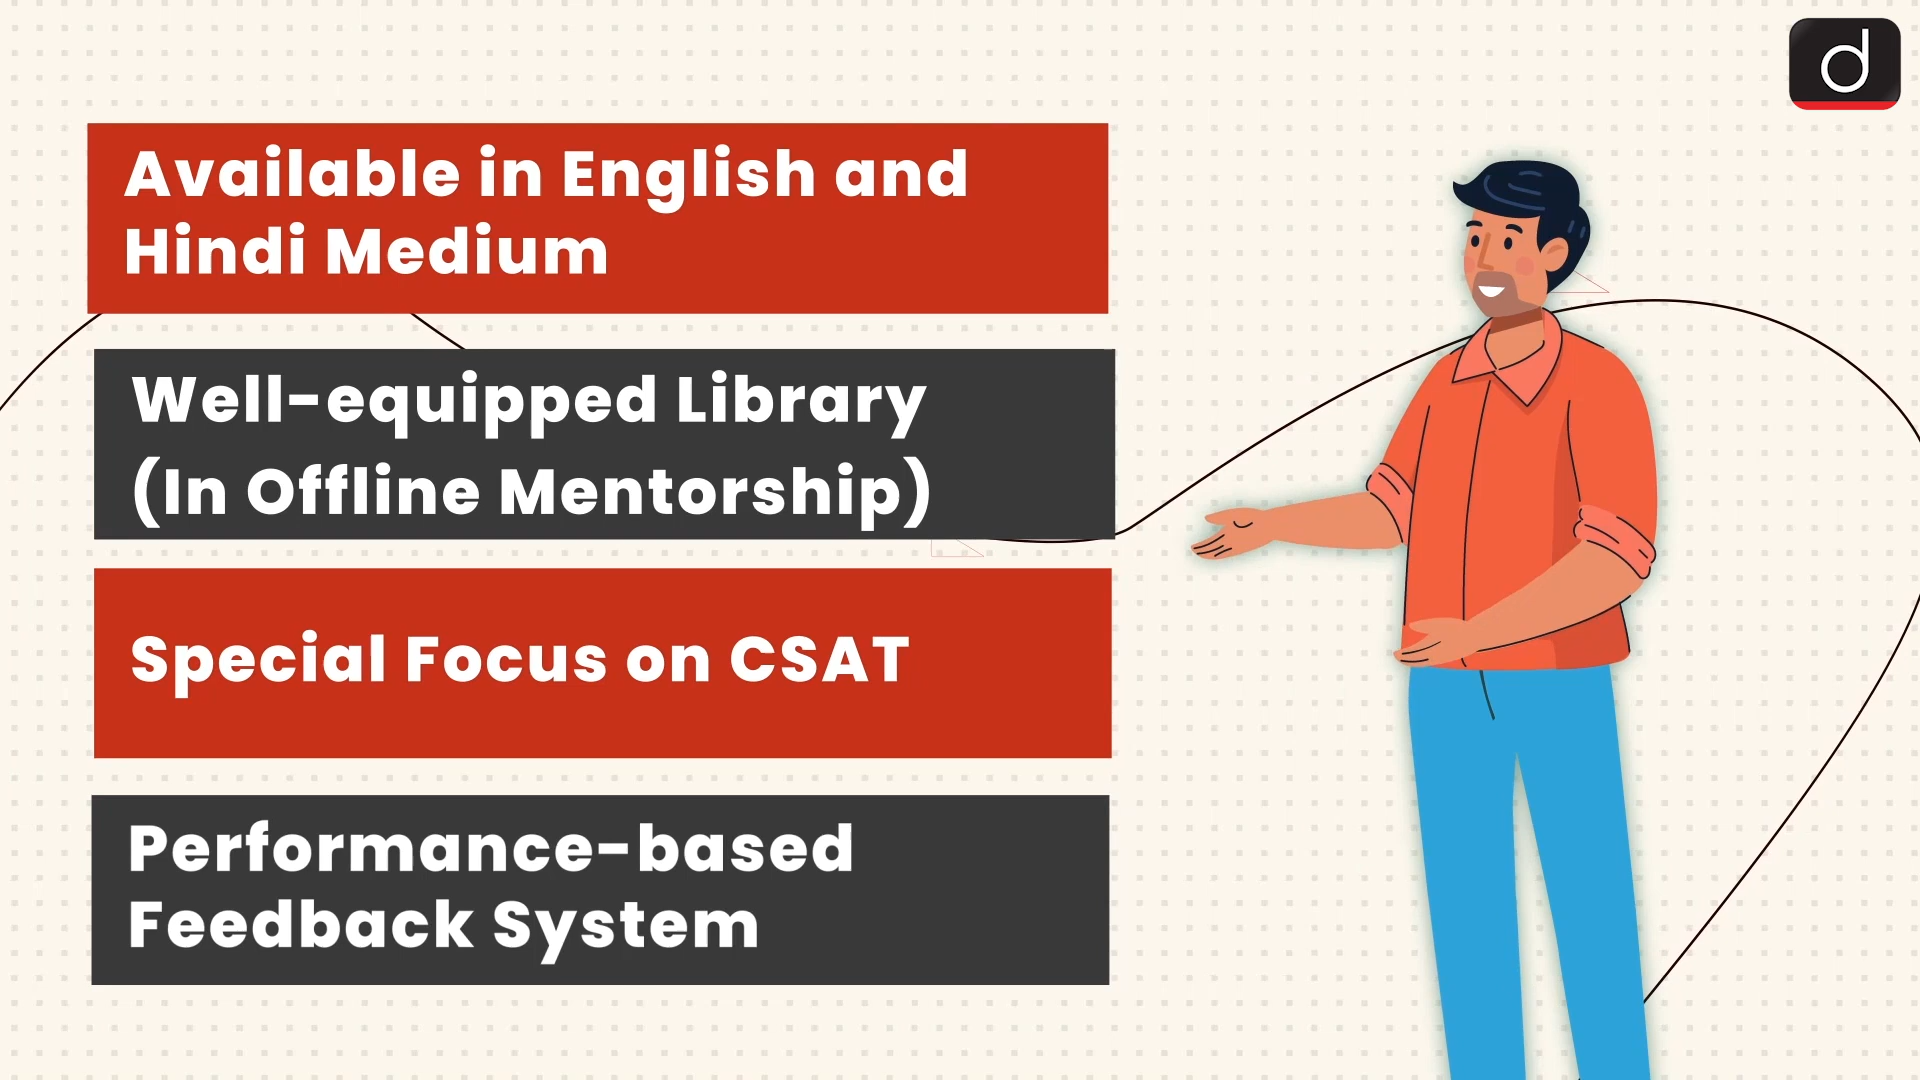 d
Available in English and
Hindi Medium
Well-equipped Library
(In Offline Mentorship)
Special Focus on CSAT
Performance-based
Feedback System